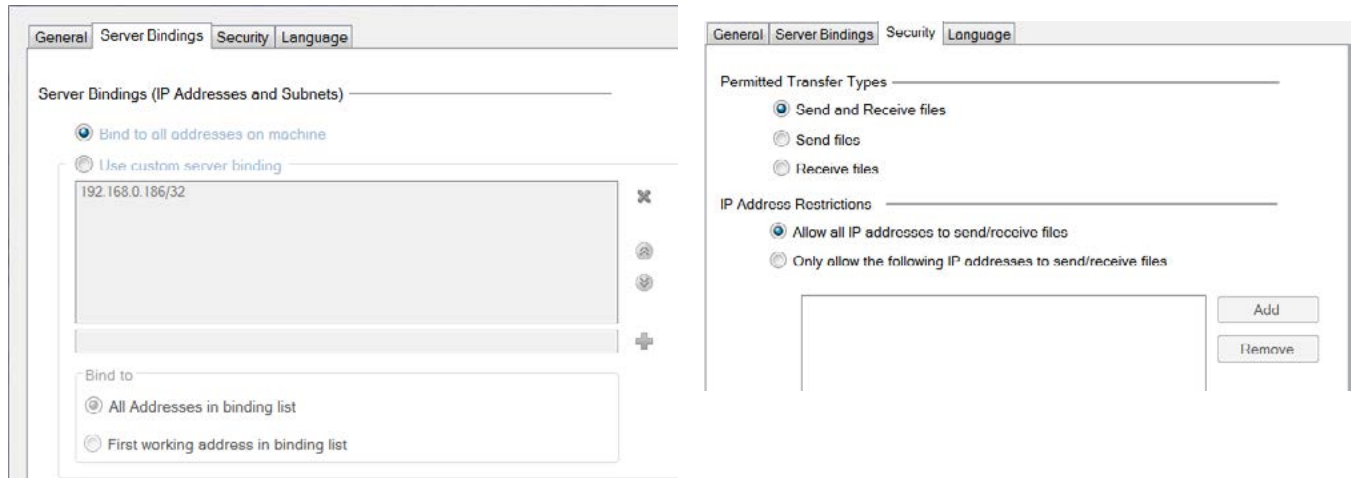 General Server Bindings Security Language
Server Bindings (IP Addresses and Subnets)
Bind to all addresses on machine
Use custom server binding
192.168.0.186/32
Bind to
All Addresses in binding list
First working address in binding list
General Server Bindings Security Language
Permitted Transfer Types
Send and Receive files
Send files
Receive files
IP Address Restrictions
Allow all IP addresses to send/receive files
Only allow the following IP addresses to send/receive files
Add
Remove